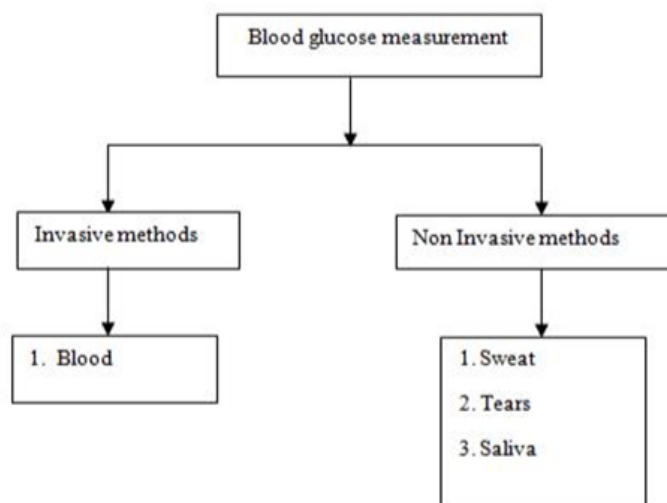 Blood glucose measurement
Invasive methods
Non Invasive methods
1. Blood
1. Sweat
2. Tears
3. Saliva